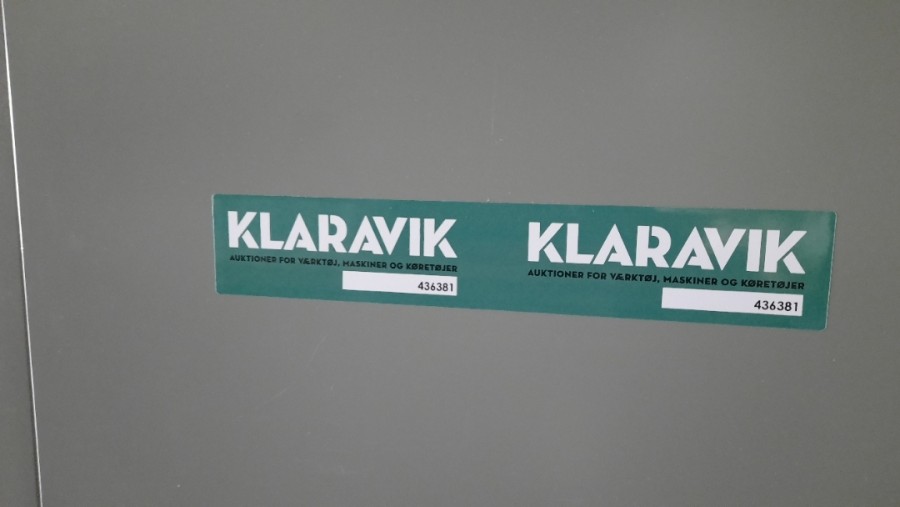 KLARAVIK
AUKTIONER FOR VÆRKTØJ, MASKINER OG KØRETØJER
436381
KLARAVIK
AUKTIONER FOR VÆRKTØJ, MASKINER OG KØRETØJER
436381